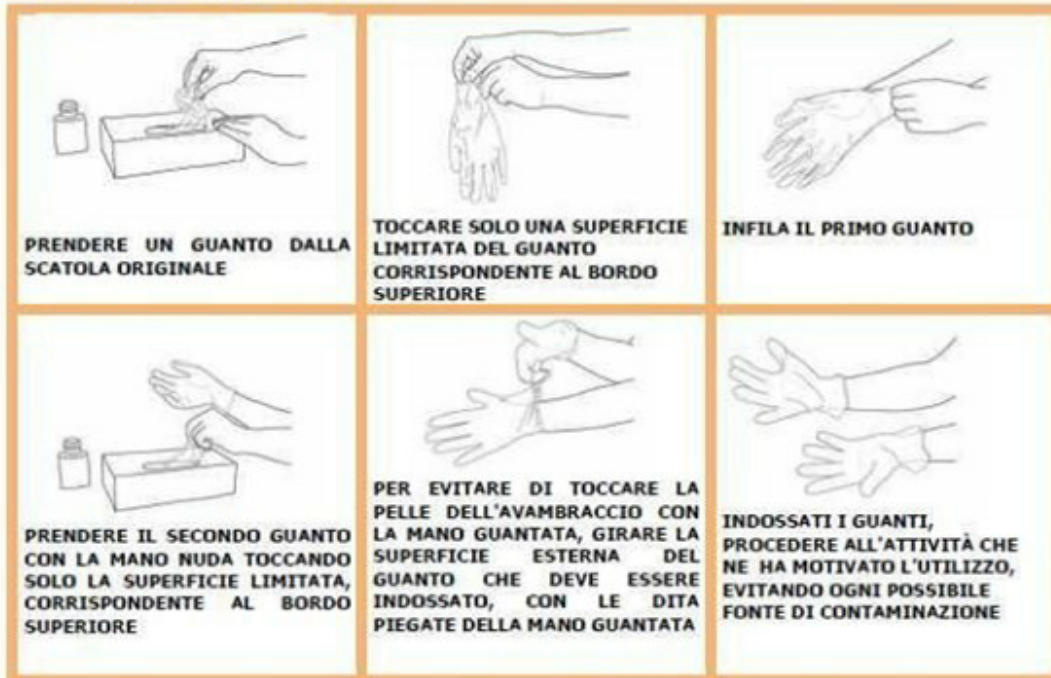 PRENDERE UN GUANTO DALLA
SCATOLA ORIGINALE
TOCCARE SOLO UNA SUPERFICIE
LIMITATA DEL GUANTO
CORRISPONDENTE AL BORDO
SUPERIORE
INFILA IL PRIMO GUANTO
PRENDERE IL SECONDO GUANTO
CON LA MANO NUDA TOCCANDO
SOLO LA SUPERFICIE LIMITATA,
CORRISPONDENTE AL BORDO
SUPERIORE
PER EVITARE DI TOCCARE LA
PELLE DELL'AVAMBRACCIO CON
LA MANO GUANTATA, GIRARE LA
SUPERFICIE ESTERNA DEL
GUANTO CHE DEVE ESSERE
INDOSSATO, CON LE DITA
PIEGATE DELLA MANO GUANTATA
INDOSSATI I GUANTI,
PROCEDERE ALL'ATTIVITÀ CHE
NE HA MOTIVATO L'UTILIZZO,
EVITANDO OGNI POSSIBILE
FONTE DI CONTAMINAZIONE